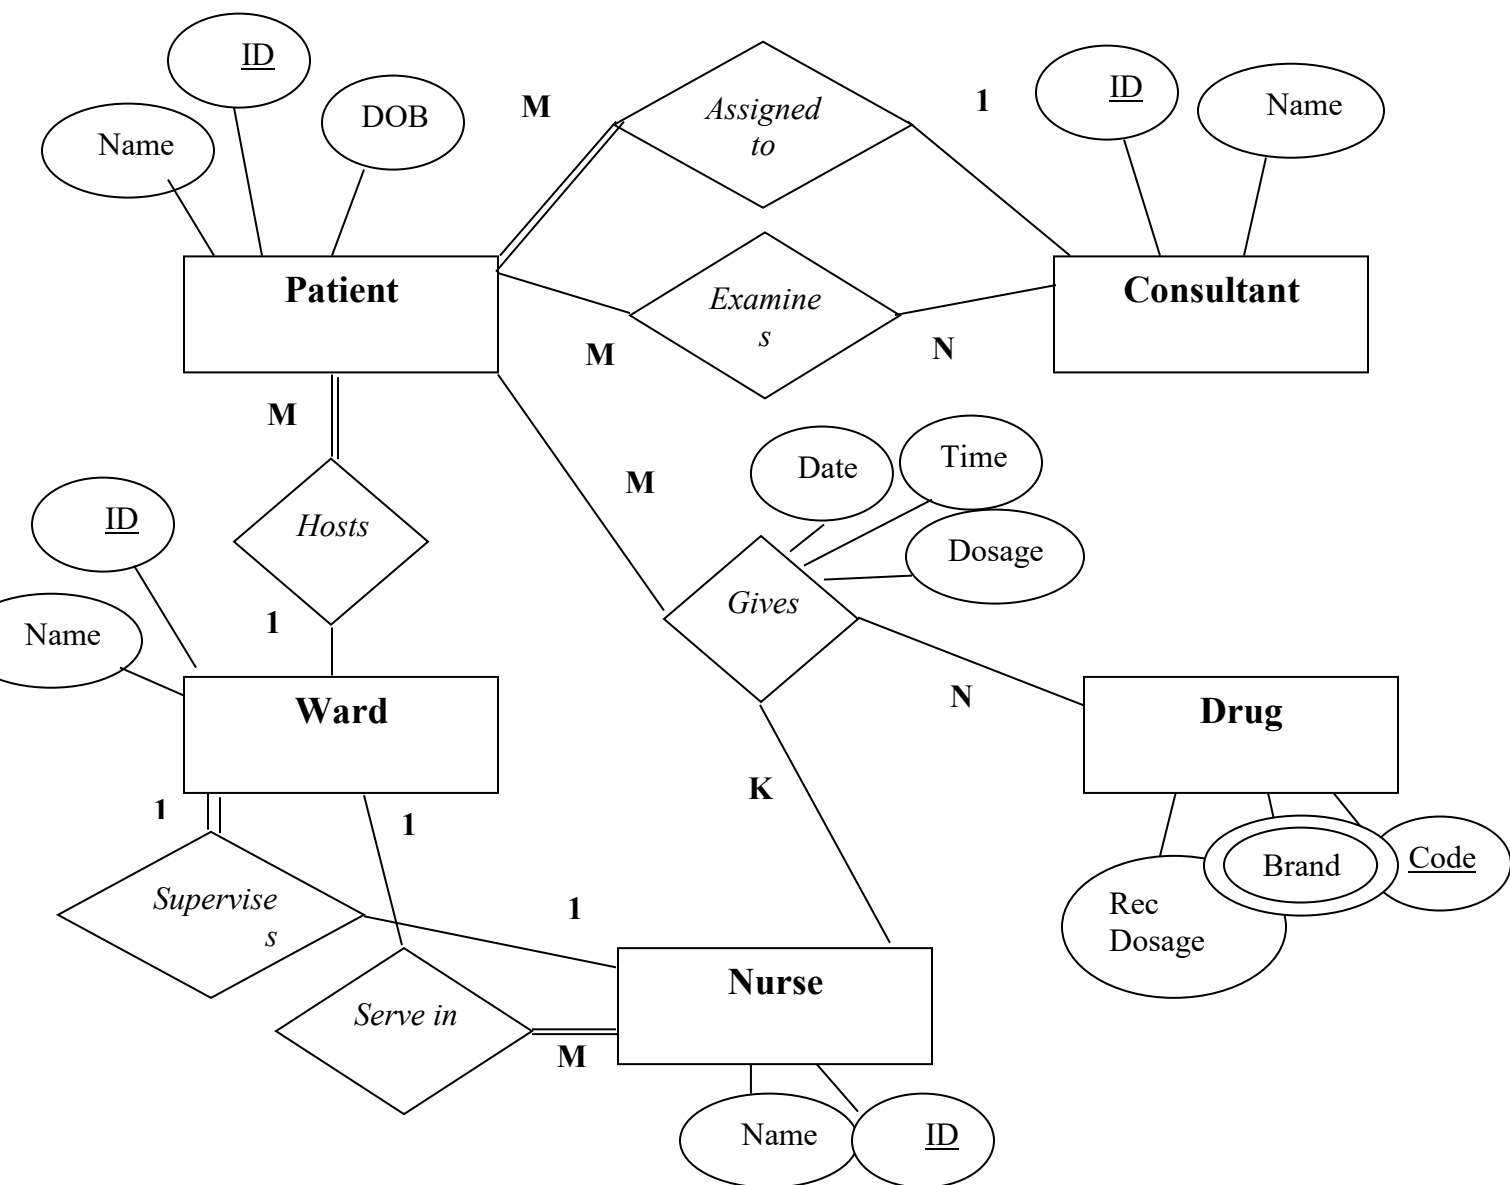 ID
ID
DOB
M
Assigned
to
1
Name
Name
Patient
Examine
s
Consultant
M
N
M
Date
Time
M
ID
Hosts
Dosage
Gives
1
Name
Ward
N
Drug
K
1
1
Supervise
s
1
Brand
Code
Rec
Dosage
Nurse
Serve in
M
Name
ID